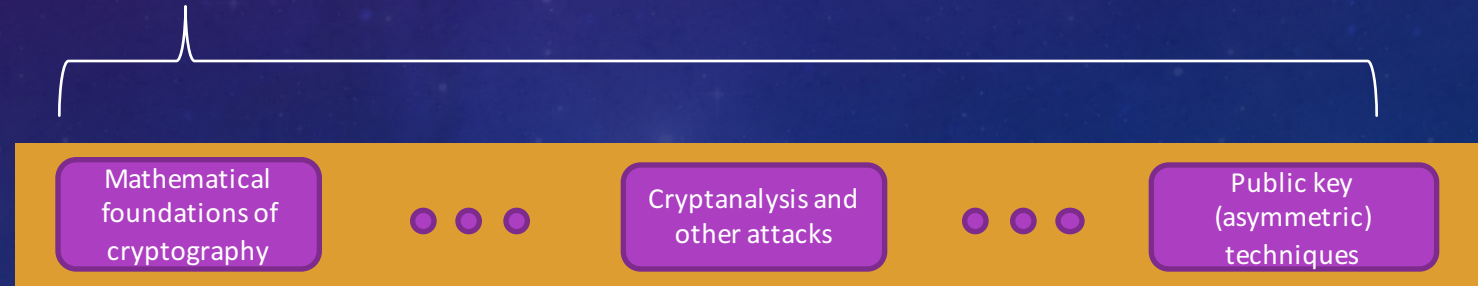 Mathematical
foundations of
cryptography
Cryptanalysis and
other attacks
Public key
(asymmetric)
techniques